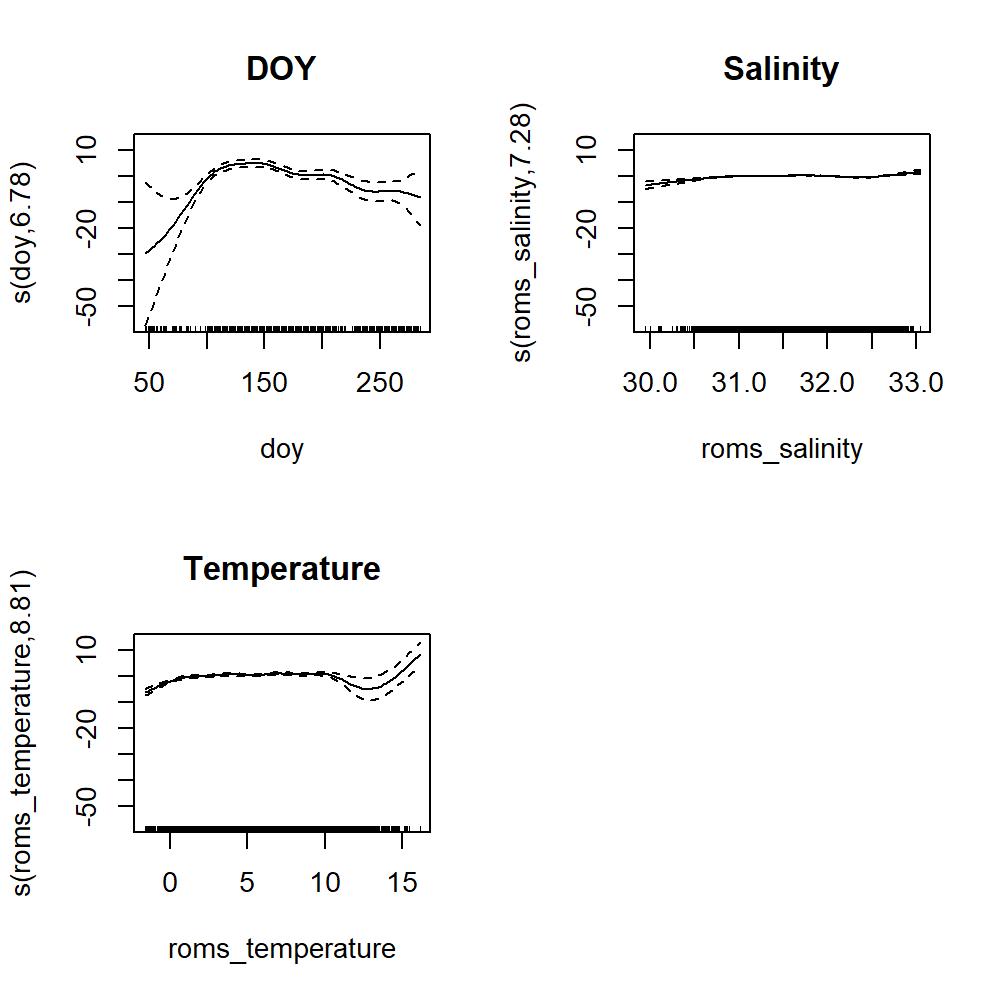 DOY
s(doy,6.78)
10
-20
-50
50
150
250
doy
Salinity
s(roms_salinity,7.28)
10
-20
-50
30.0
31.0
32.0
33.0
roms_salinity
Temperature
s(roms_temperature,8.81)
10
-20
-50
0
5
10
15
roms_temperature